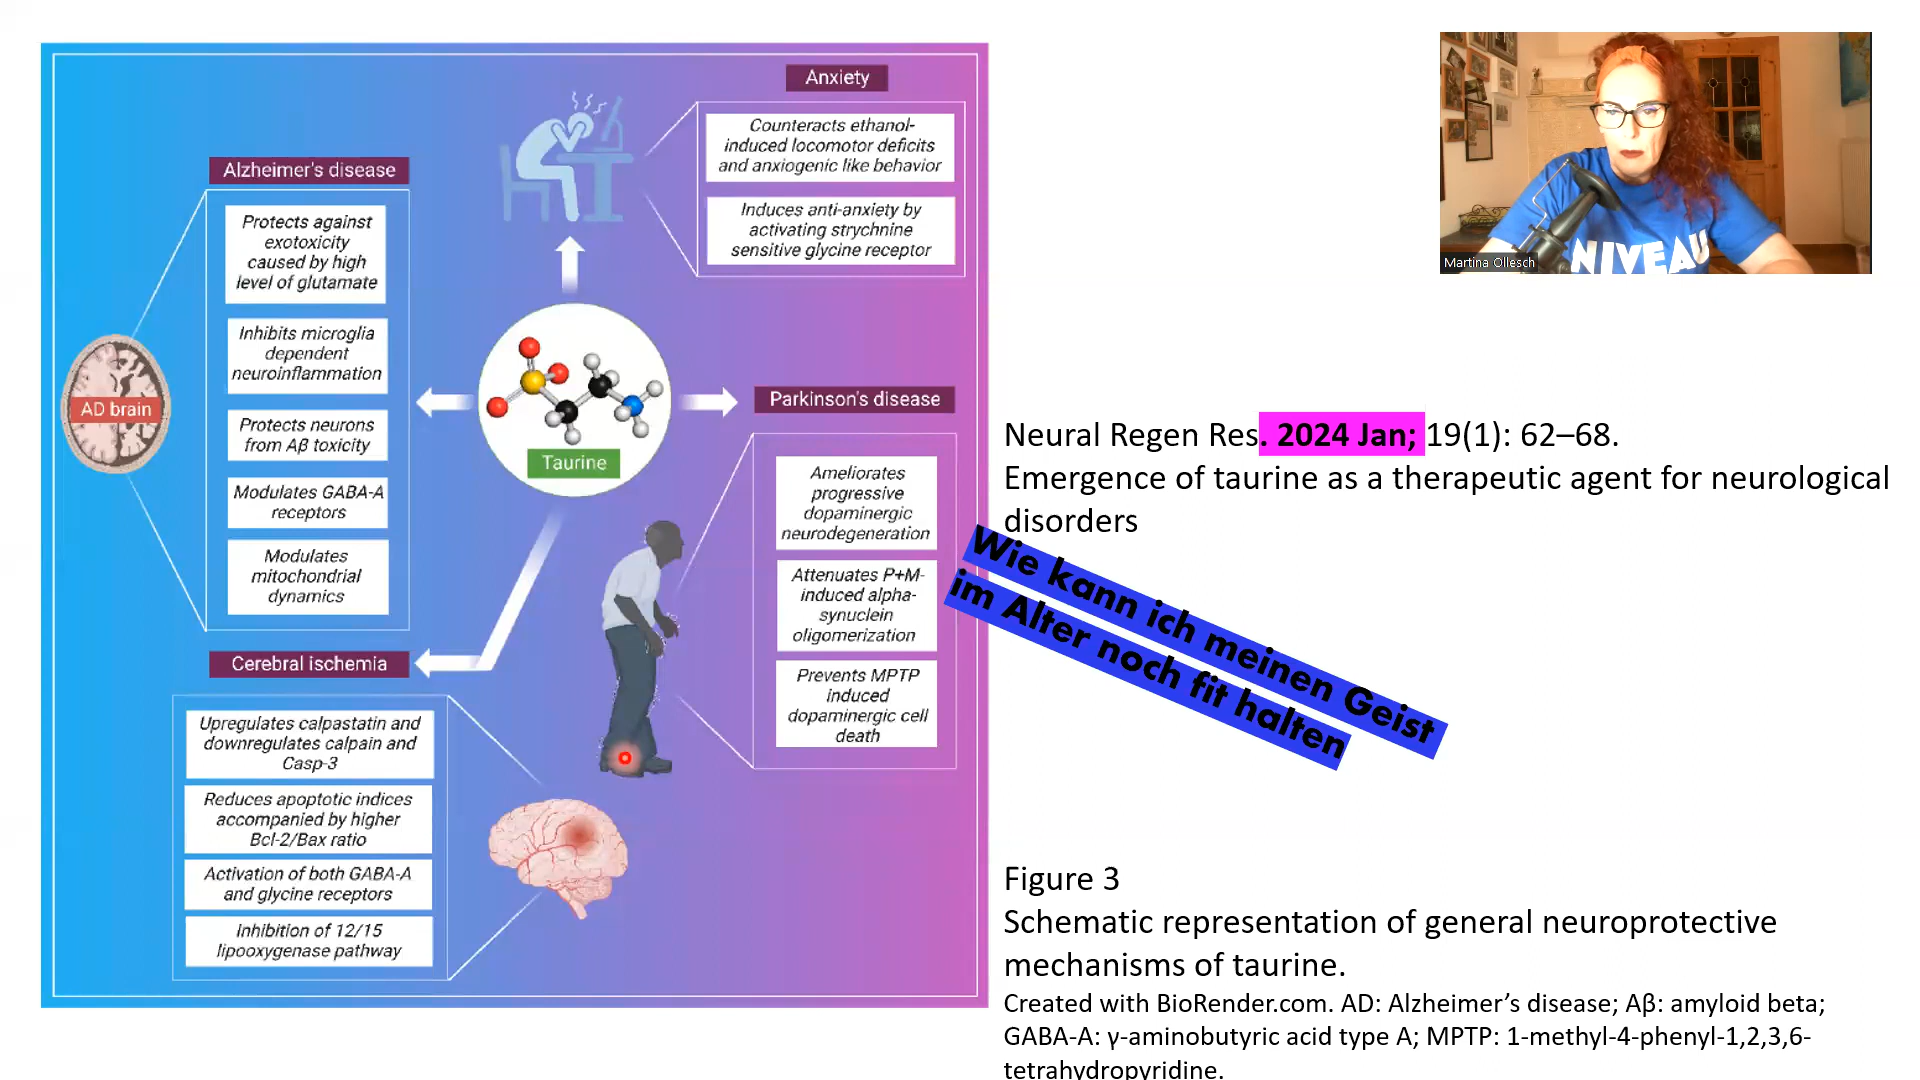 Anxiety
Counteracts ethanol-
induced locomotor deficits
and anxiogenic like behavior
Induces anti-anxiety by
activating strychnine
sensitive glycine receptor
Alzheimer's disease
Protects against
exotoxicity
caused by high
level of glutamate
Inhibits microglia
dependent
neuroinflammation
Protects neurons
from Aβ toxicity
Modulates GABA-A
receptors
Modulates
mitochondrial
dynamics
AD brain
Taurine
Parkinson's disease
Ameliorates
progressive
dopaminergic
neurodegeneration
Attenuates P+M-
induced alpha-
synuclein
oligomerization
Prevents MPTP
induced
dopaminergic cell
death
Cerebral ischemia
Upregulates calpastatin and
downregulates calpain and
Casp-3
Reduces apoptotic indices
accompanied by higher
Bcl-2/Bax ratio
Activation of both GABA-A
and glycine receptors
Inhibition of 12/15
lipooxygenase pathway
NIVEAU
Martina Ollesch
Neural Regen Res. 2024 Jan; 19(1): 62–68.
Emergence of taurine as a therapeutic agent for neurological
disorders
Wie kann ich meinen Geist
im Alter noch fit halten
Figure 3
Schematic representation of general neuroprotective
mechanisms of taurine.
Created with BioRender.com. AD: Alzheimer's disease; Aβ: amyloid beta;
GABA-A: γ-aminobutyric acid type A; MPTP: 1-methyl-4-phenyl-1,2,3,6-
tetrahydropyridine.